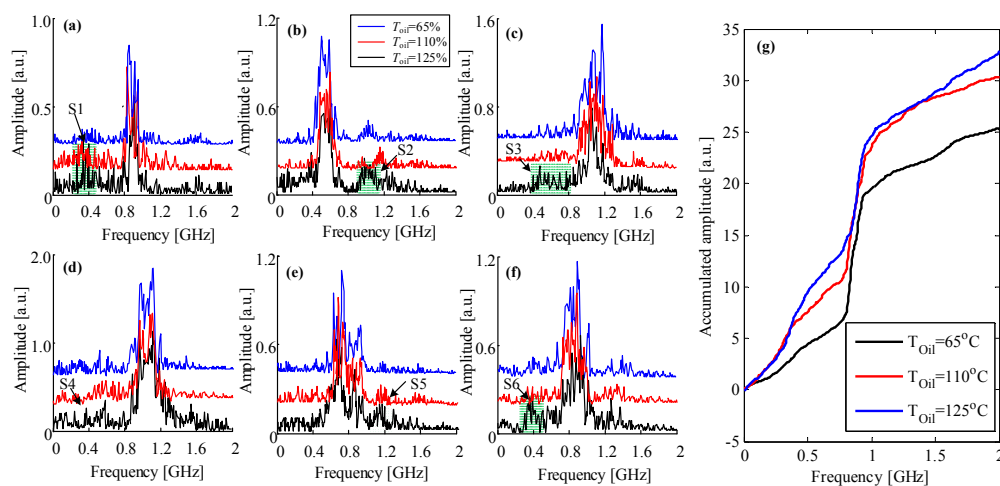 (a)
1.0
0.5
0
Amplitude [a.u.]
S1
0 0.4 0.8 1.2 1.6 2
Frequency [GHz]
(b)
1.2
0.6
0
Amplitude [a.u.]
T_oil=65%
T_oil=110%
T_oil=125%
S2
0 0.4 0.8 1.2 1.6 2
Frequency [GHz]
(c)
1.6
0.8
0
Amplitude [a.u.]
S3
0 0.4 0.8 1.2 1.6 2
Frequency [GHz]
(d)
2.0
1.0
0
Amplitude [a.u.]
S4
0 0.4 0.8 1.2 1.6 2
Frequency [GHz]
(e)
1.2
0.6
0
Amplitude [a.u.]
S5
0 0.4 0.8 1.2 1.6 2
Frequency [GHz]
(f)
1.2
0.6
0
Amplitude [a.u.]
S6
0 0.4 0.8 1.2 1.6 2
Frequency [GHz]
(g)
35
30
25
20
15
10
5
0
-5
Accumulated amplitude [a.u.]
T_Oil=65°C
T_Oil=110°C
T_Oil=125°C
0 0.5 1 1.5 2
Frequency [GHz]